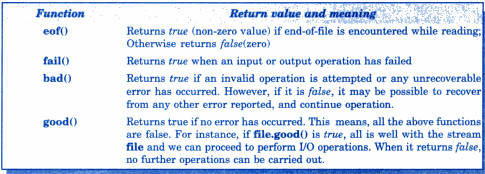 Function Return value and meaning
eof() Returns true (non-zero value) if end-of-file is encountered while reading;
Otherwise returns false(zero)
fail() Returns true when an input or output operation has failed
bad() Returns true if an invalid operation is attempted or any unrecoverable
error has occurred. However, if it is false, it may be possible to recover
from any other error reported, and continue operation.
good() Returns true if no error has occurred. This means, all the above functions
are false. For instance, if file.good() is true, all is well with the stream
file and we can proceed to perform I/O operations. When it returns false,
no further operations can be carried out.